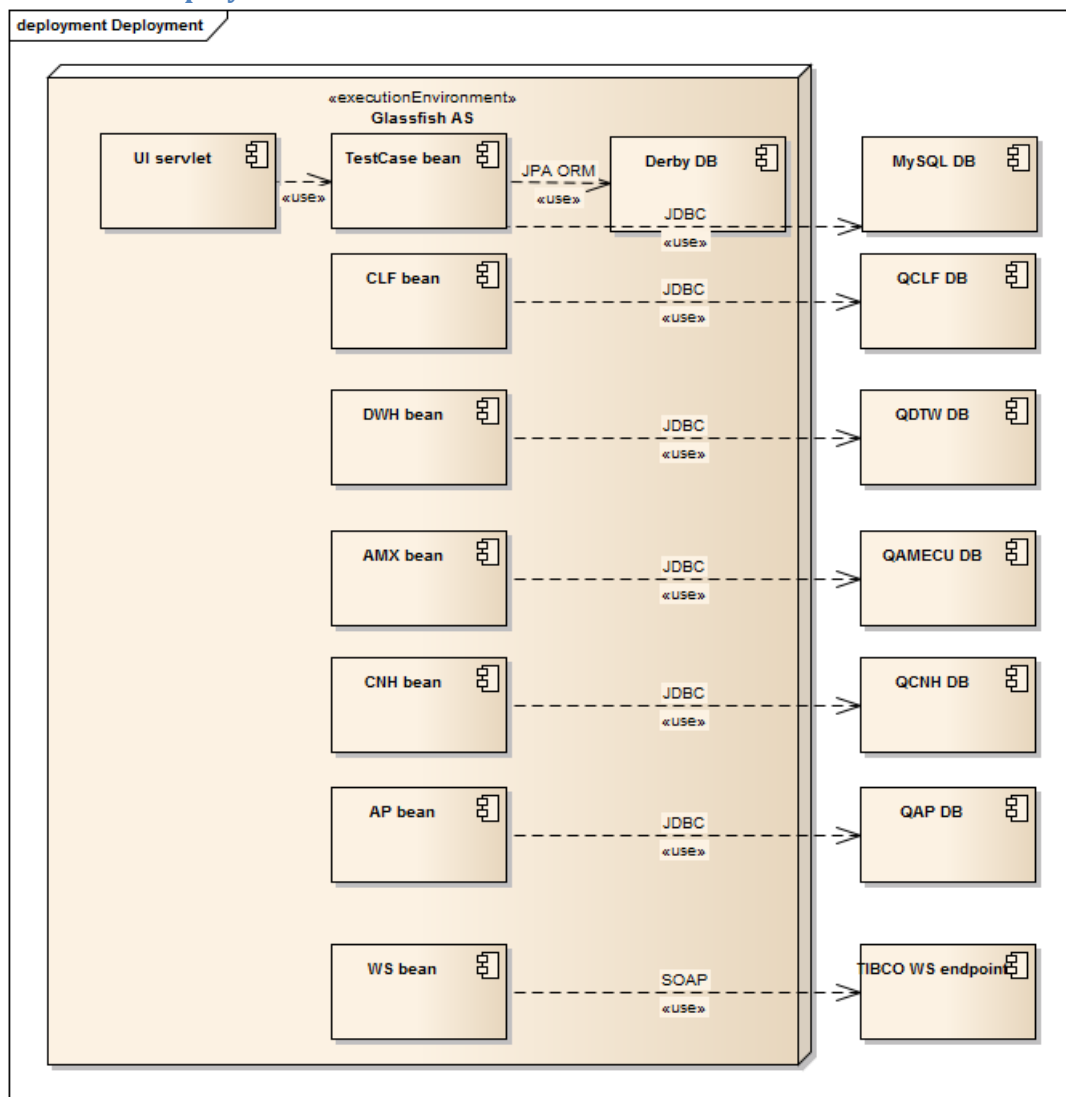 deployment Deployment
«executionEnvironment»
Glassfish AS
UI servlet
TestCase bean
Derby DB
MySQL DB
«use»
JPA ORM
«use»
JDBC
«use»
CLF bean
JDBC
«use»
QCLF DB
DWH bean
JDBC
«use»
QDTW DB
AMX bean
JDBC
«use»
QAMECU DB
CNH bean
JDBC
«use»
QCNH DB
AP bean
JDBC
«use»
QAP DB
WS bean
SOAP
«use»
TIBCO WS endpoint